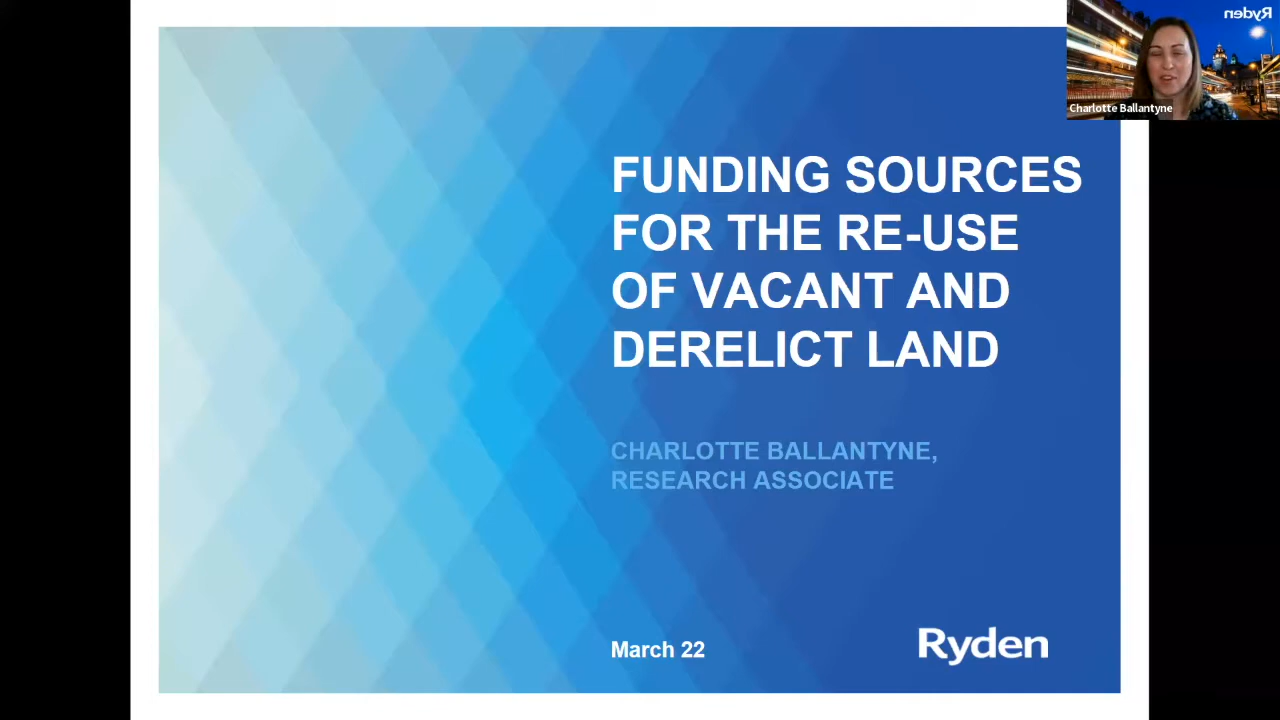 Ryden
Charlotte Ballantyne
FUNDING SOURCES
FOR THE RE-USE
OF VACANT AND
DERELICT LAND
CHARLOTTE BALLANTYNE,
RESEARCH ASSOCIATE
March 22
Ryden